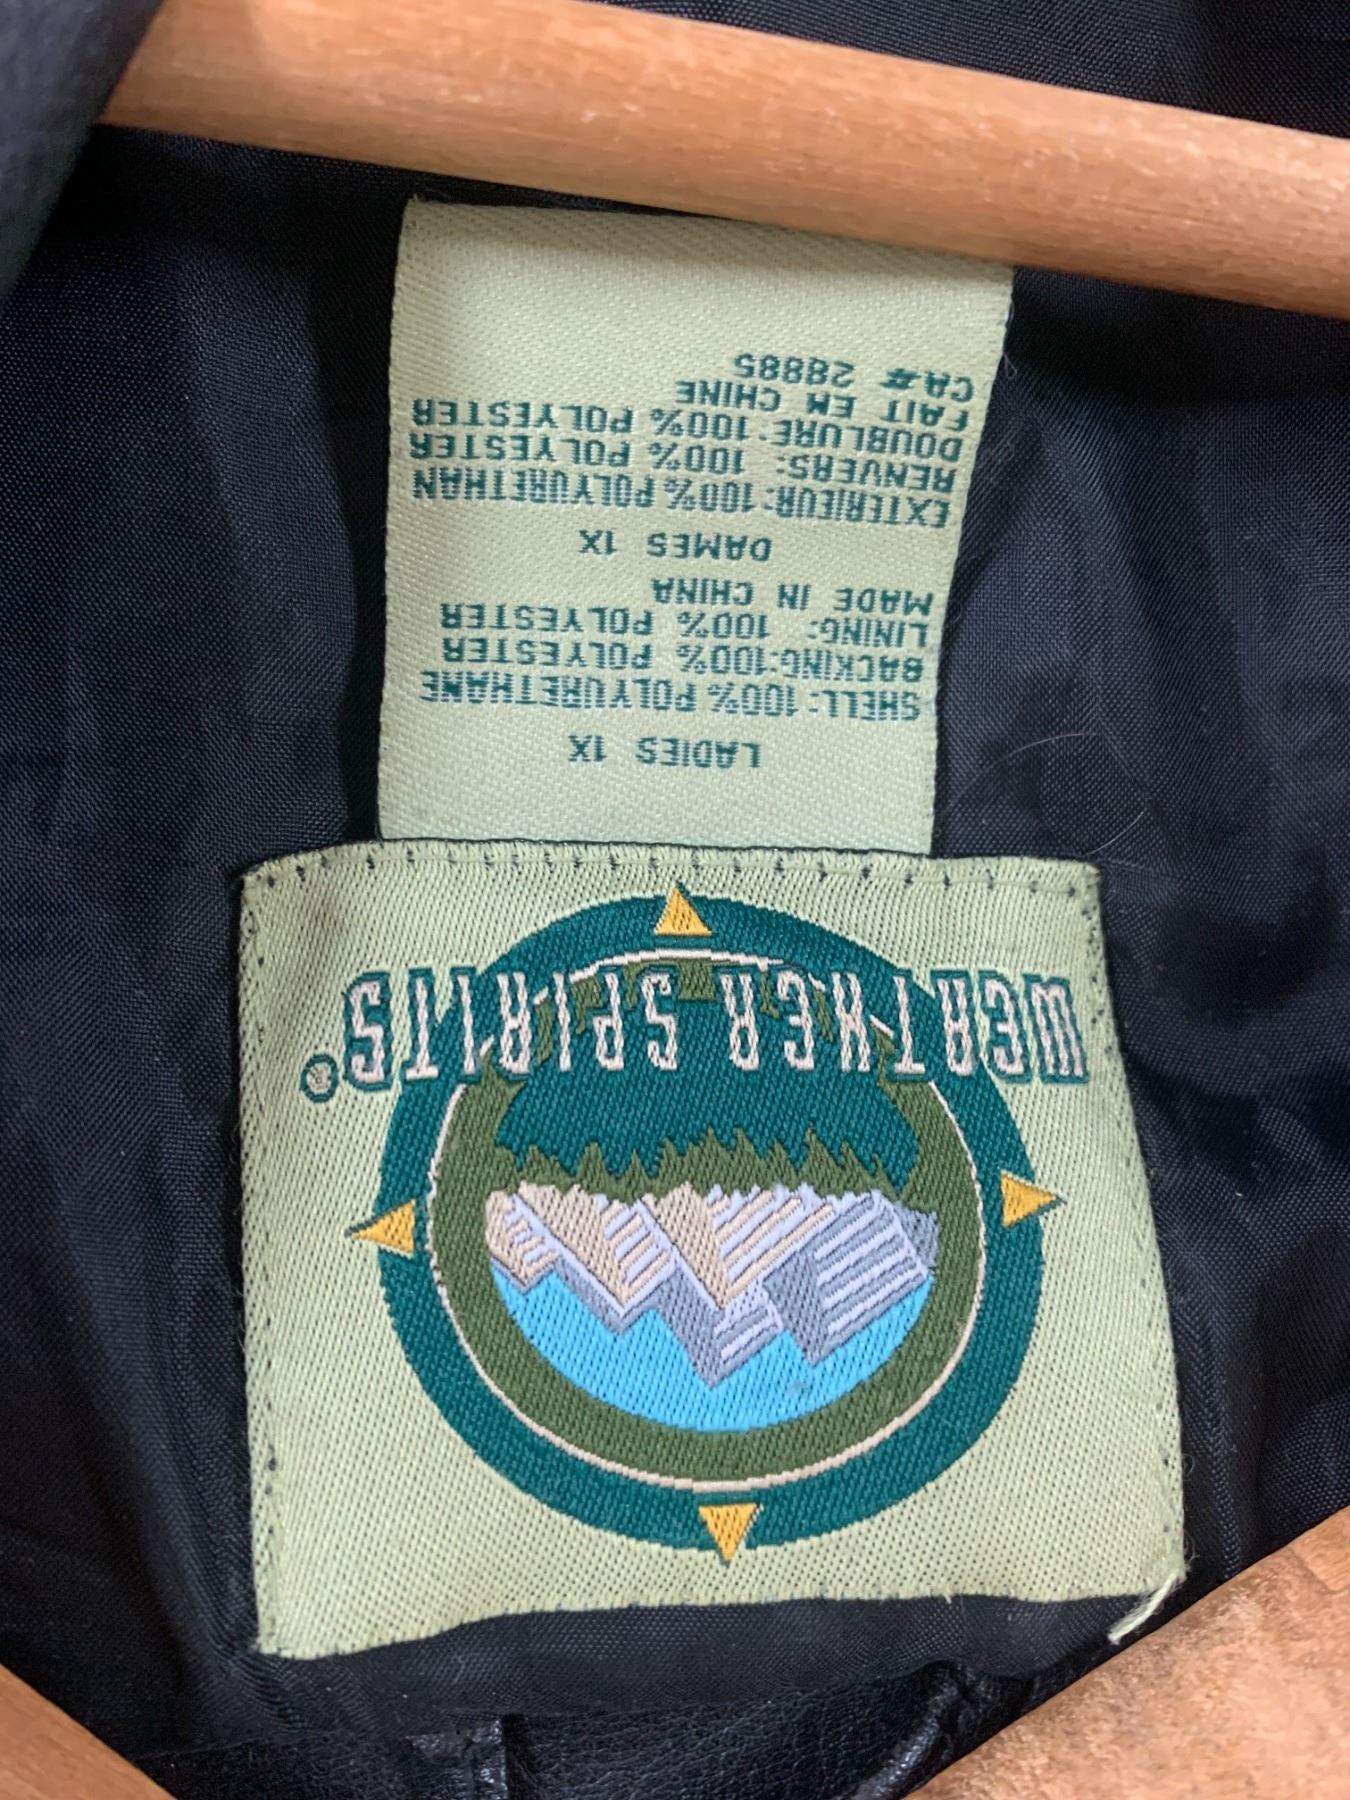 WEATHER SPIRITS®
LADIES 1X
SHELL: 100% POLYURETHANE
BACKING:100% POLYESTER
LINING: 100% POLYESTER
MADE IN CHINA
DAMES 1X
EXTERIEUR:100% POLYURETHAN
RENVERS: 100% POLYESTER
DOUBLURE:100% POLYESTER
FAIT EM CHINE
CA# 28885